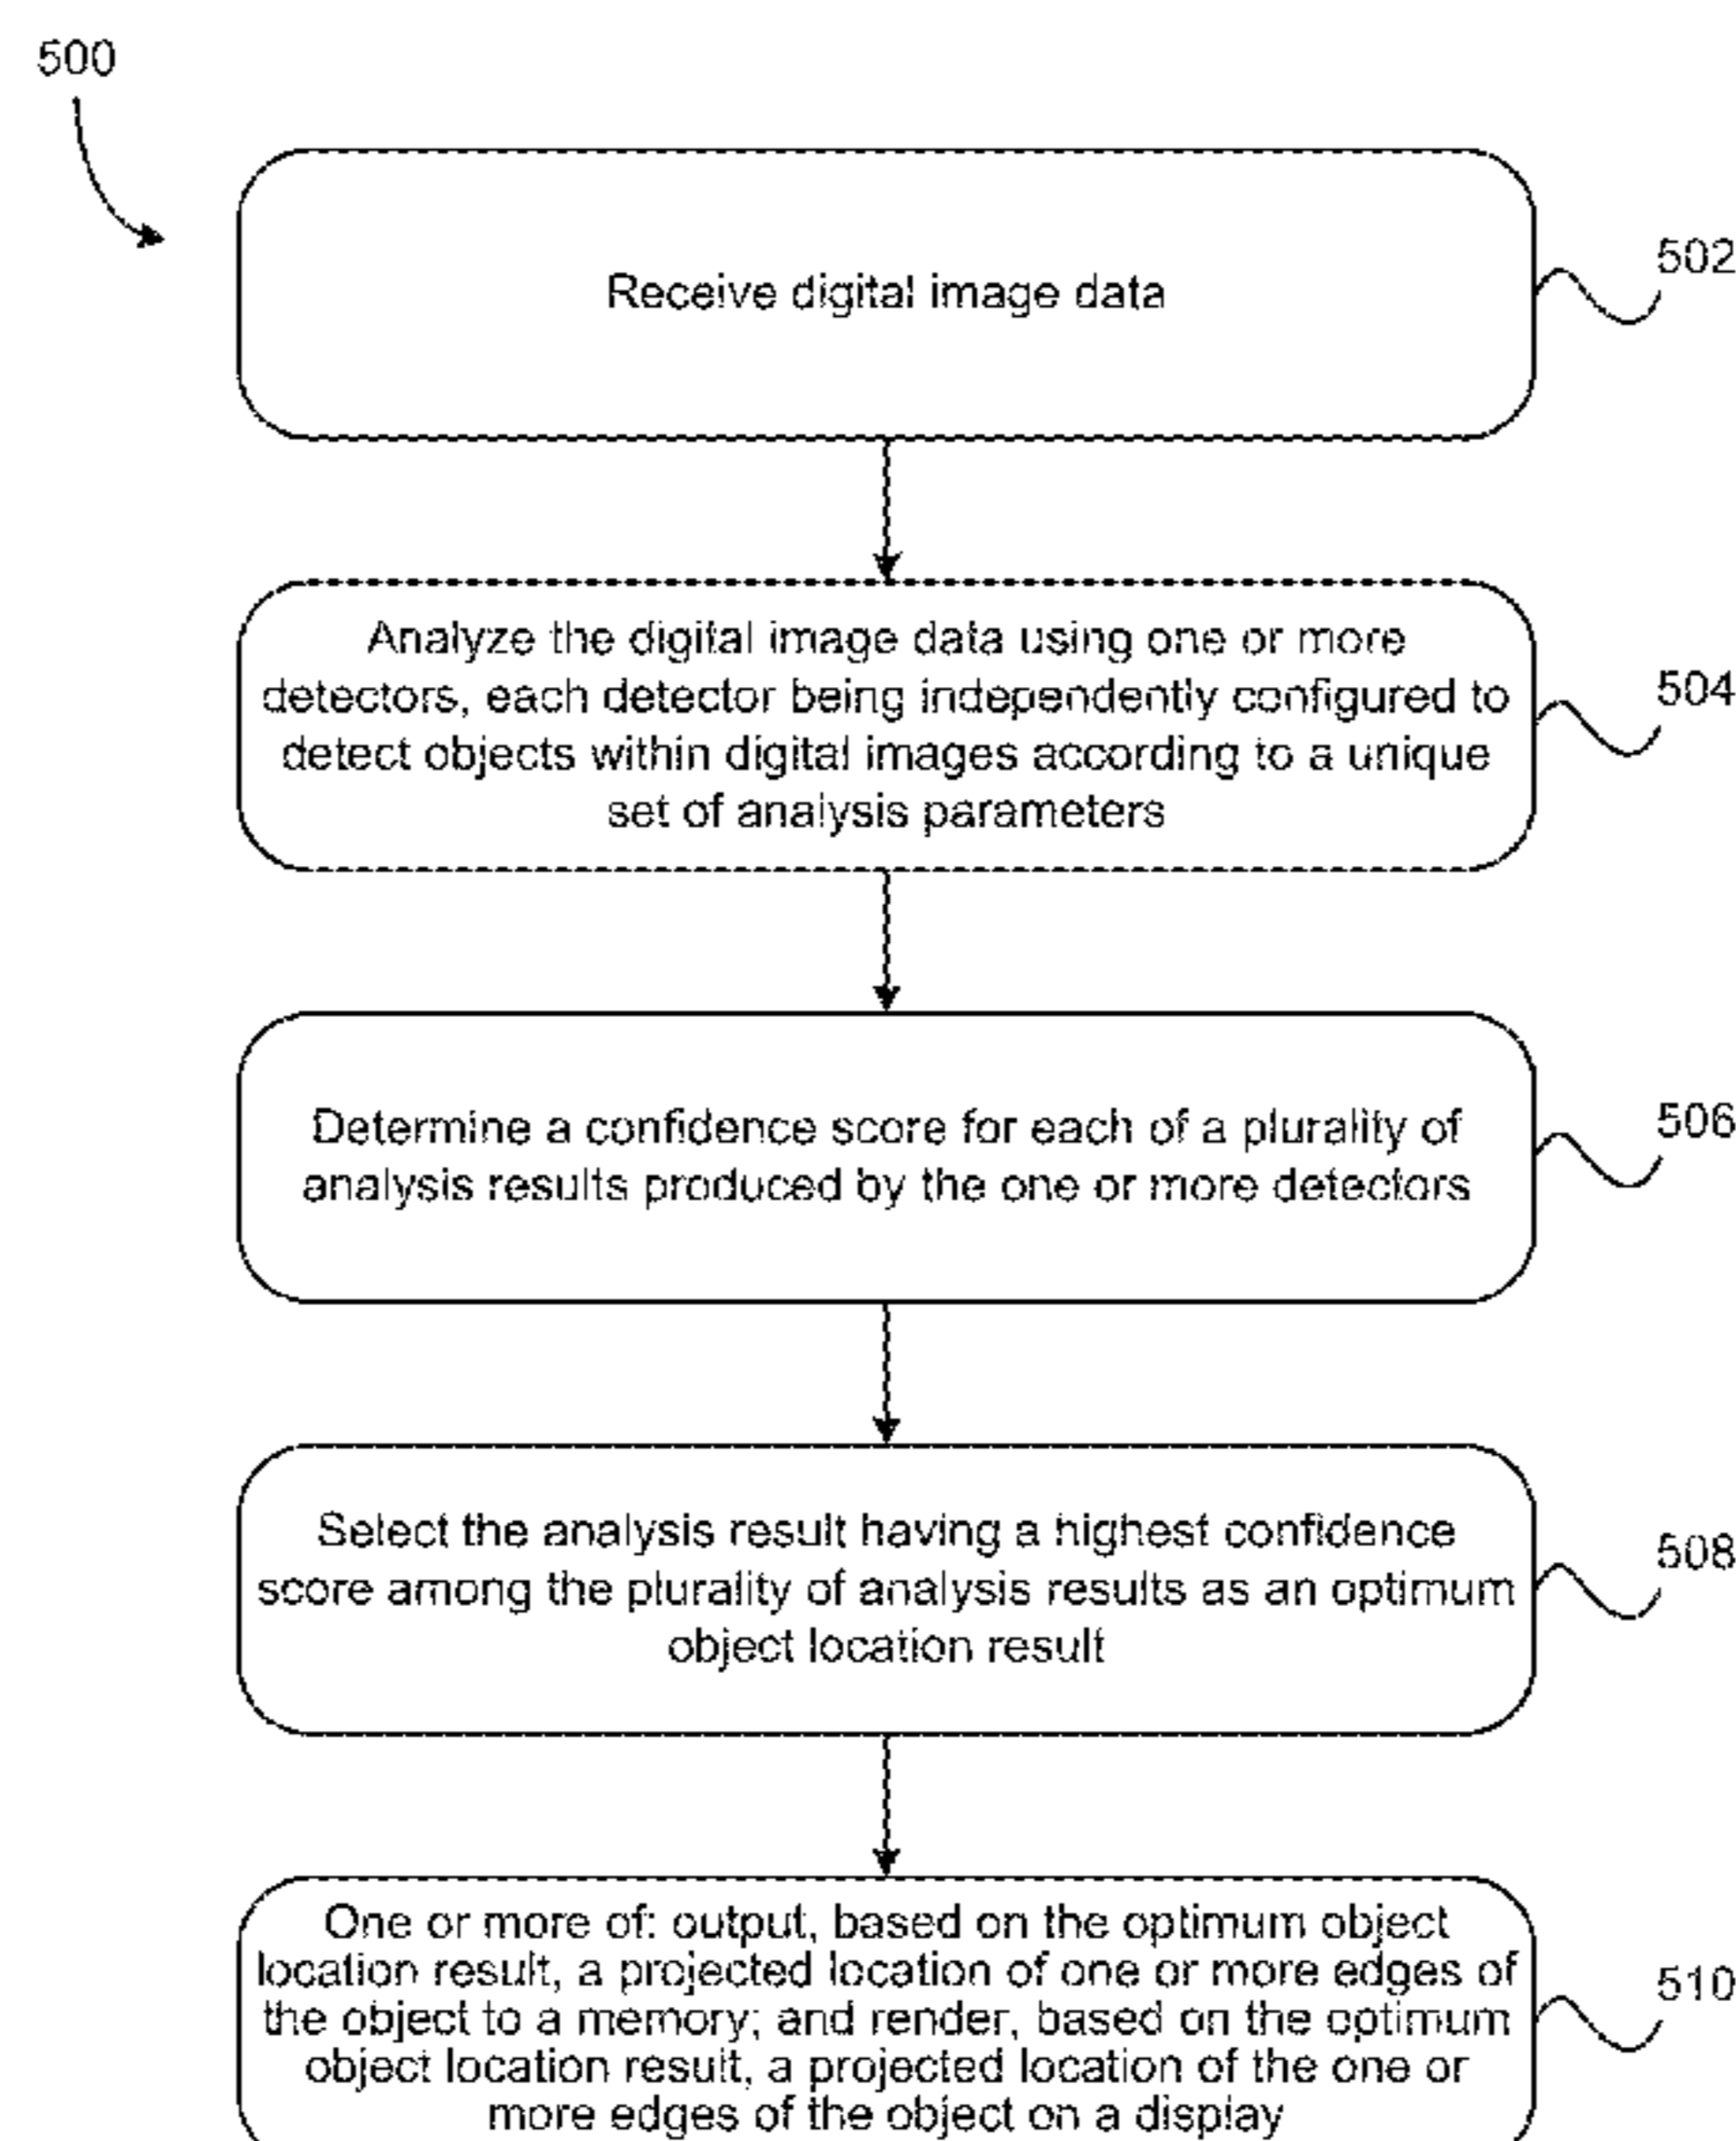 500
Receive digital image data
502
Analyze the digital image data using one or more
detectors, each detector being independently configured to
detect objects within digital images according to a unique
set of analysis parameters
504
Determine a confidence score for each of a plurality of
analysis results produced by the one or more detectors
506
Select the analysis result having a highest confidence
score among the plurality of analysis results as an optimum
object location result
508
One or more of: output, based on the optimum object
location result, a projected location of one or more edges of
the object to a memory; and render, based on the optimum
object location result, a projected location of the one or
more edges of the object on a display
510